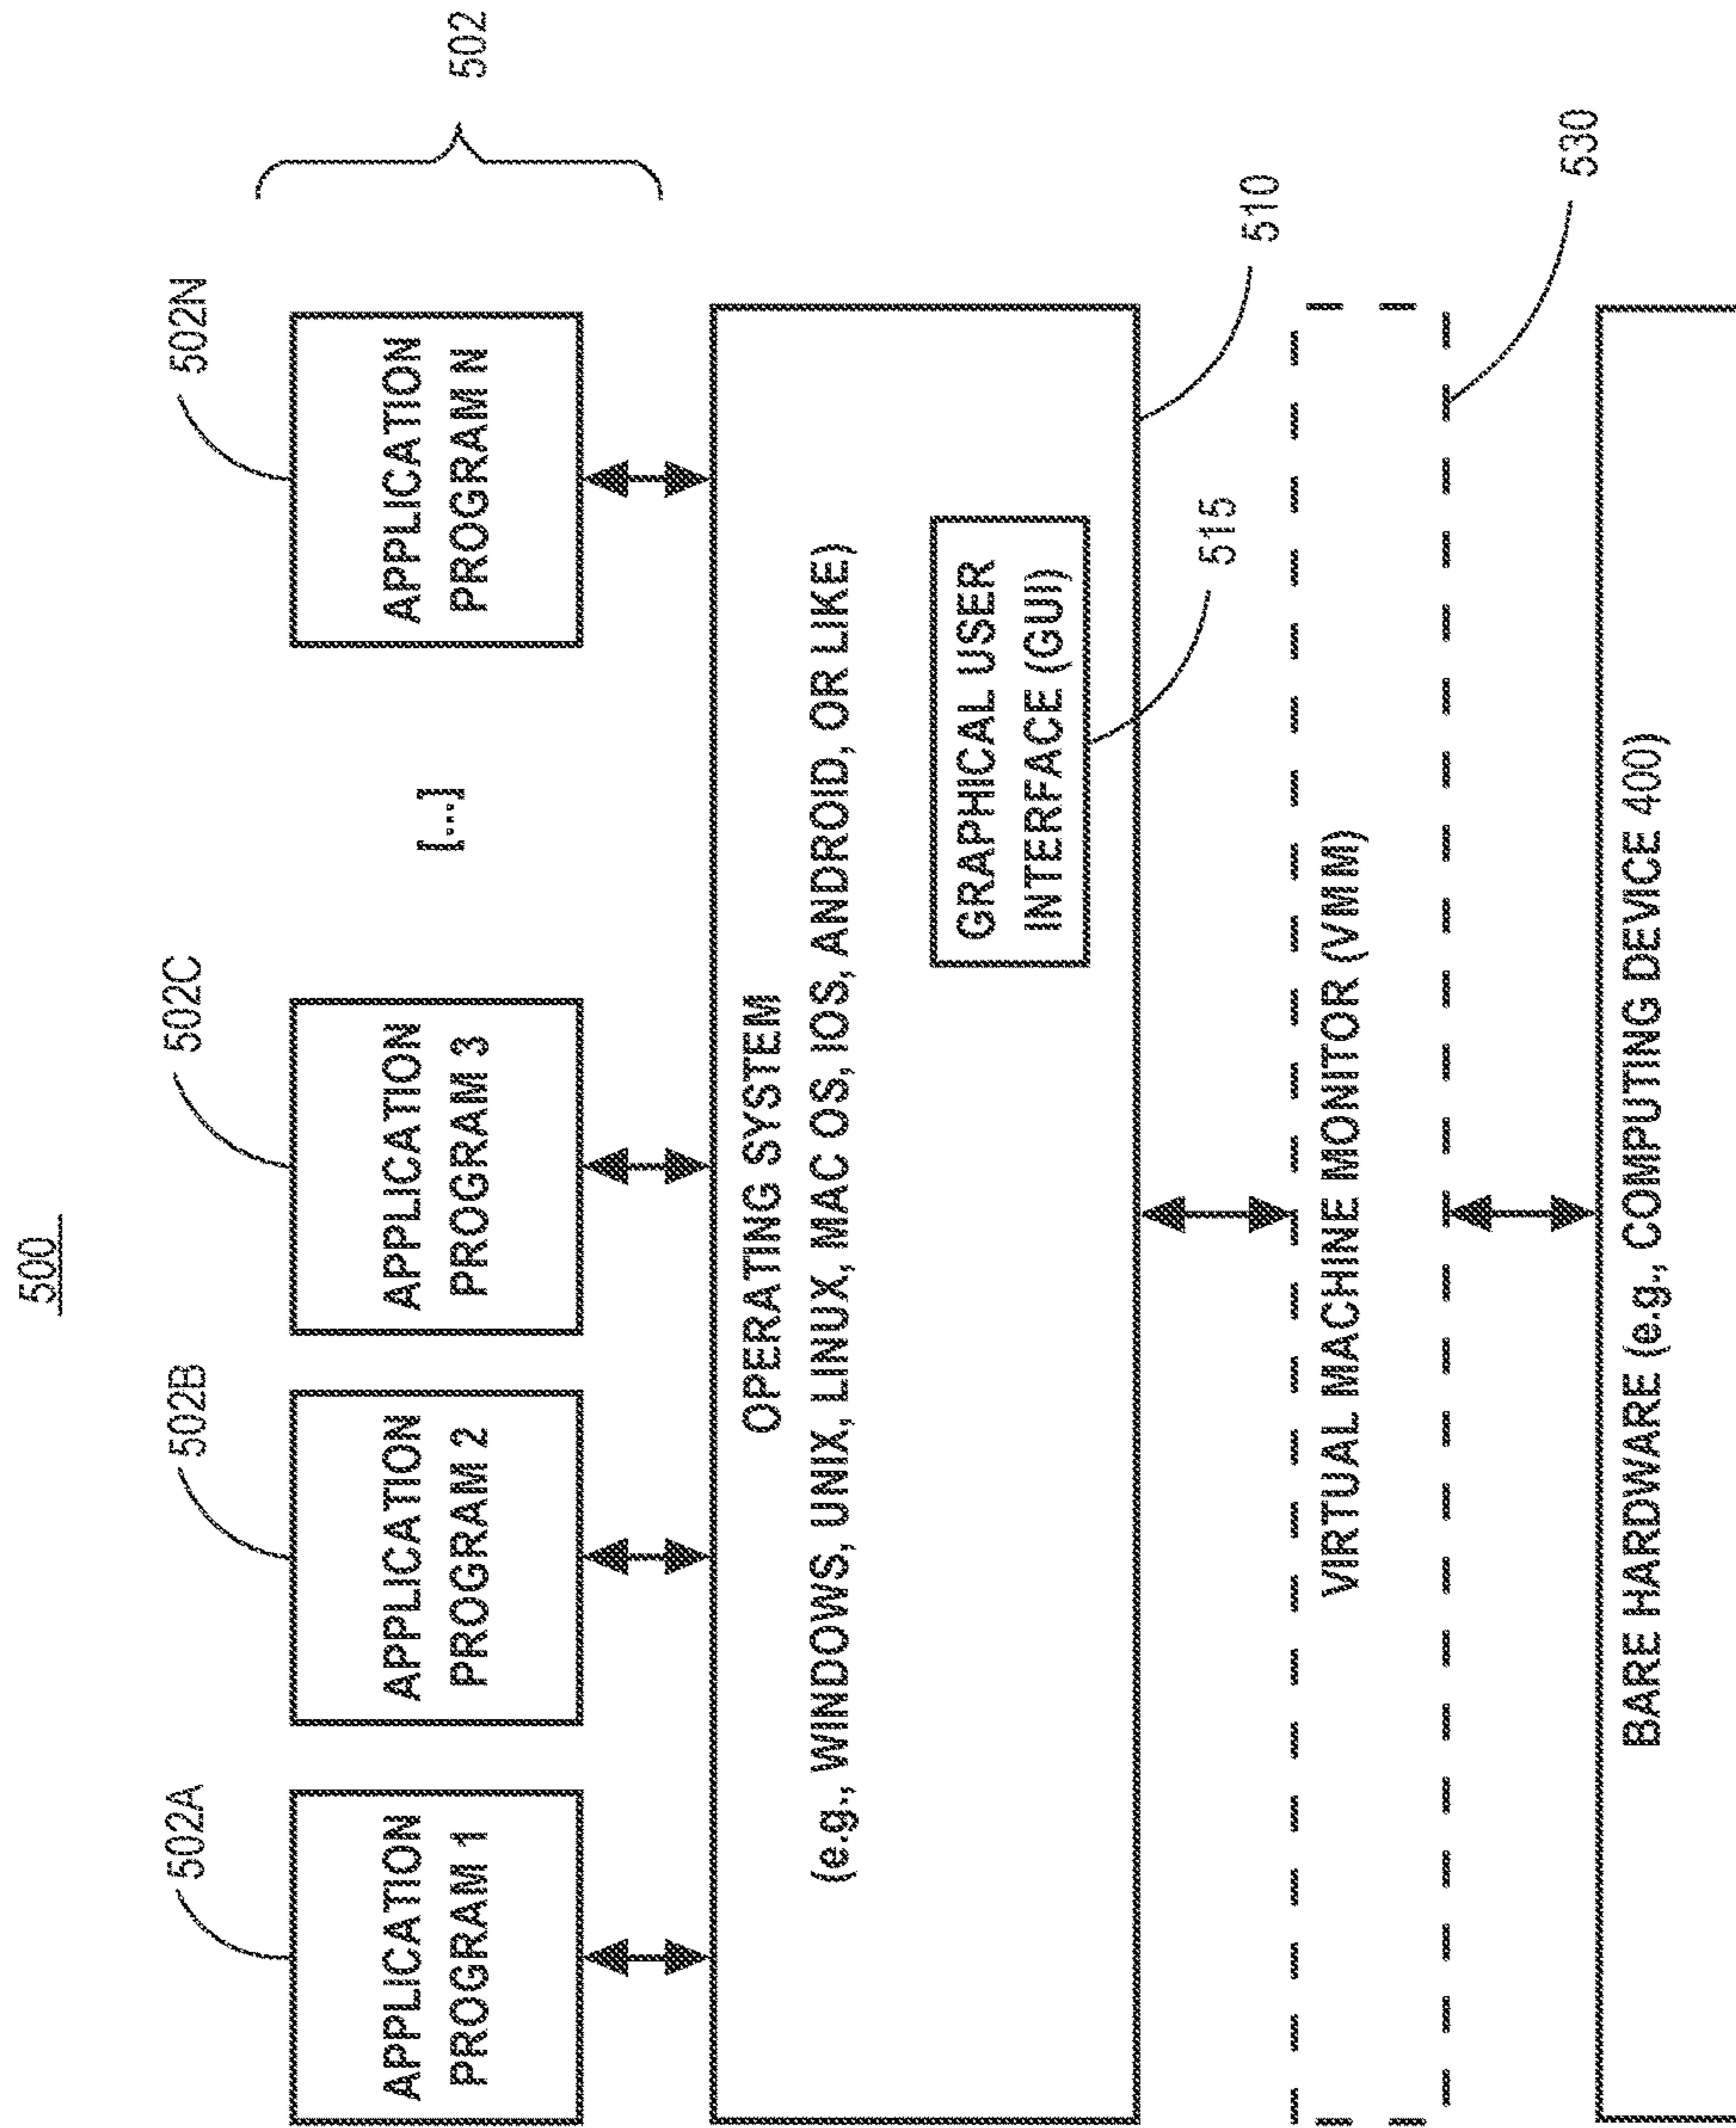 500
502A
502B
502C
502N
502
APPLICATION
PROGRAM 1
APPLICATION
PROGRAM 2
APPLICATION
PROGRAM 3
[...]
APPLICATION
PROGRAM N
OPERATING SYSTEM
(e.g., WINDOWS, UNIX, LINUX, MAC OS, IOS, ANDROID, OR LIKE)
GRAPHICAL USER
INTERFACE (GUI)
515
510
VIRTUAL MACHINE MONITOR (VMM)
530
BARE HARDWARE (e.g., COMPUTING DEVICE 400)